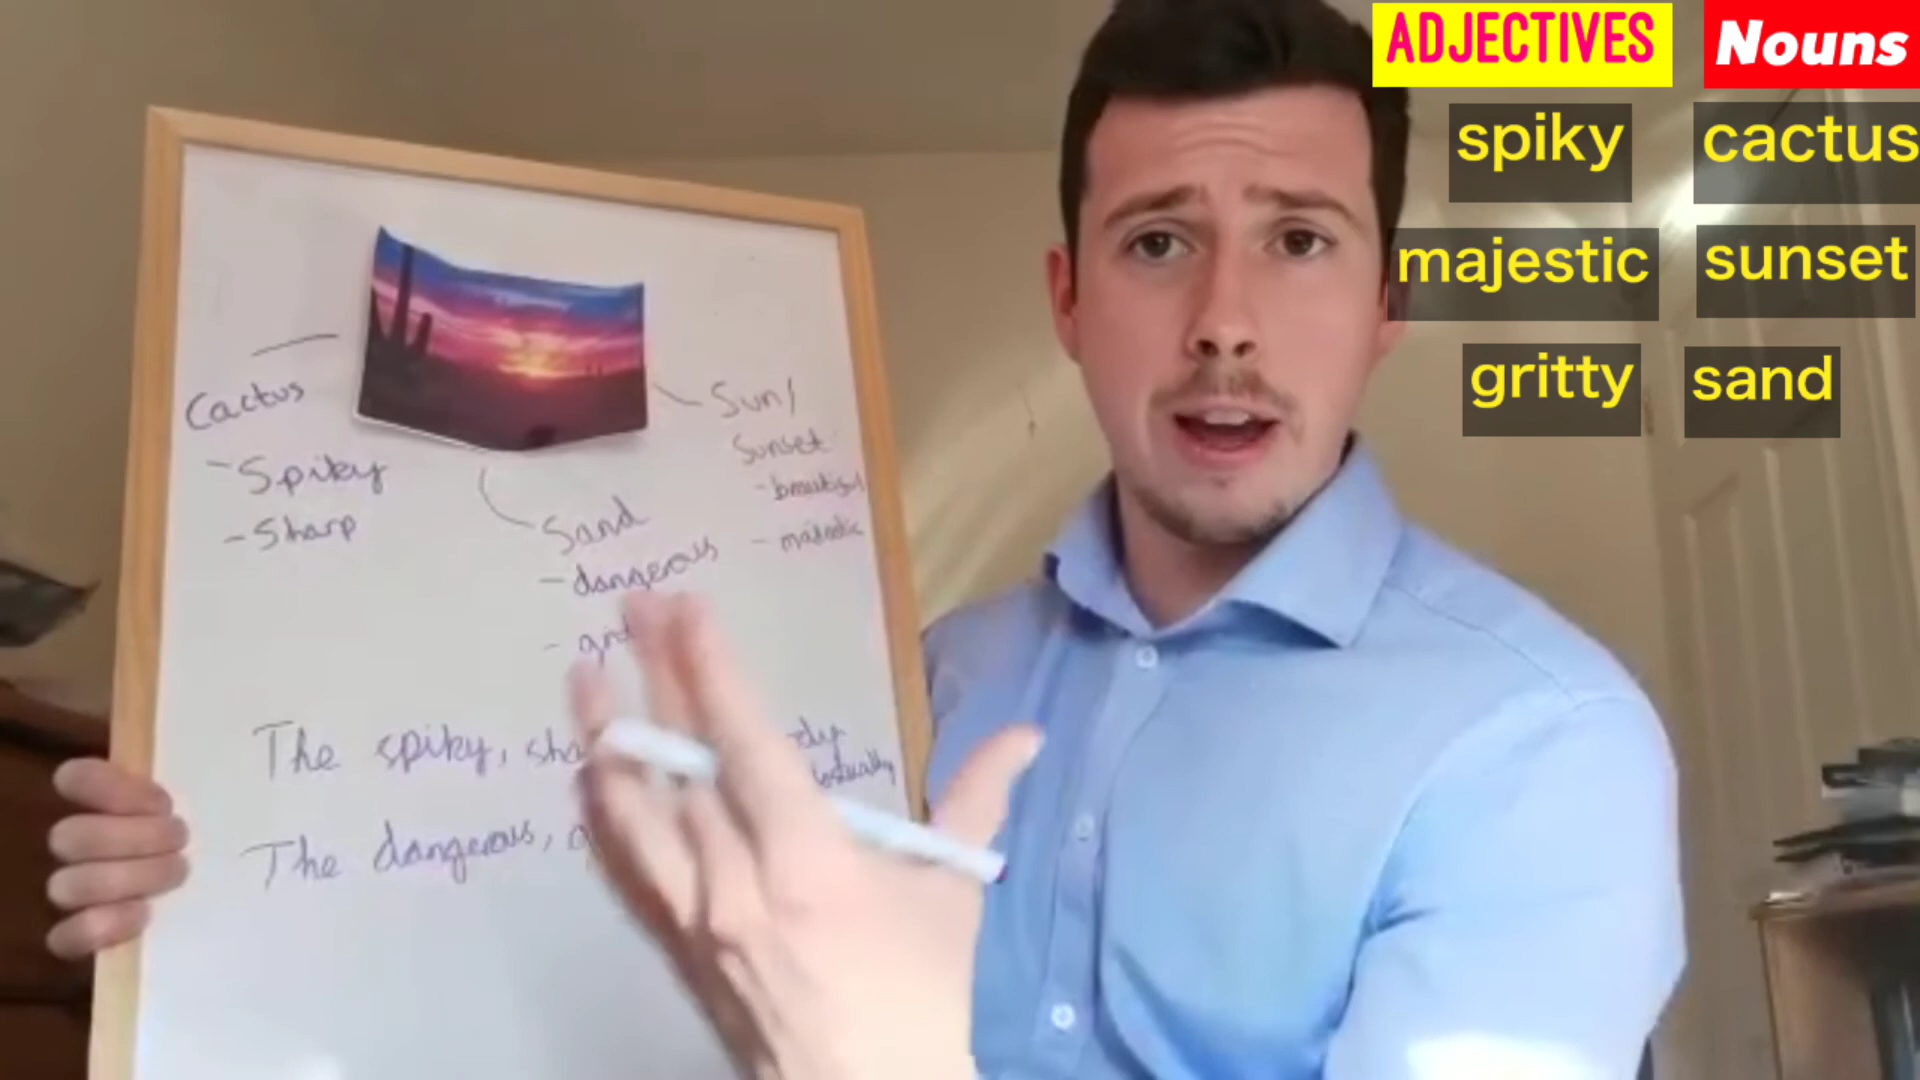 ADJECTIVES Nouns
spiky cactus
majestic sunset
gritty sand
Cactus
- Spiky
- Sharp
Sand
- dangerous
Sun/
Sunset
- beautiful
- majestic
The spiky,
The dangerous,